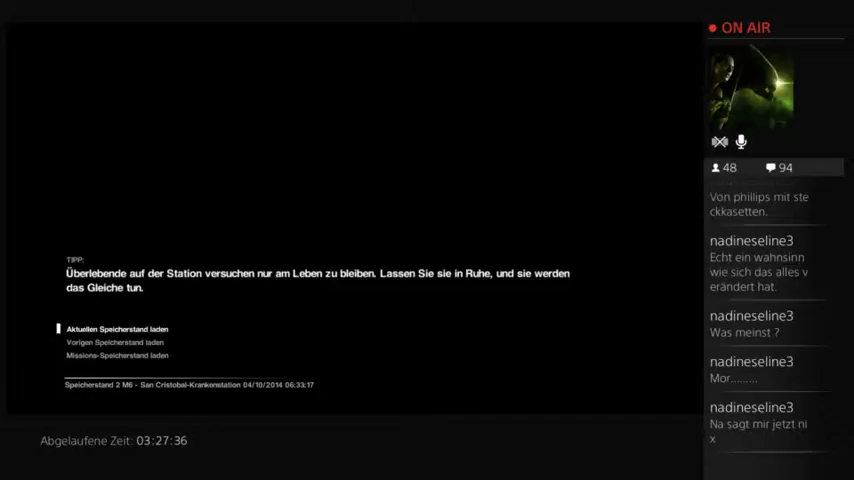 ON AIR
48 94
Von phillips mit ste
ckkasetten.
nadineseline3
Echt ein wahnsinn
wie sich das alles v
erändert hat.
nadineseline3
Was meinst ?
nadineseline3
Mor.........
nadineseline3
Na sagt mir jetzt ni
x
TIPP:
Überlebende auf der Station versuchen nur am Leben zu bleiben. Lassen Sie sie in Ruhe, und sie werden
das Gleiche tun.
Aktuellen Speicherstand laden
Vorigen Speicherstand laden
Missions-Speicherstand laden
Speicherstand 2 M6 - San Cristobal-Krankenstation 04/10/2014 06:33:17
Abgelaufene Zeit: 03:27:36